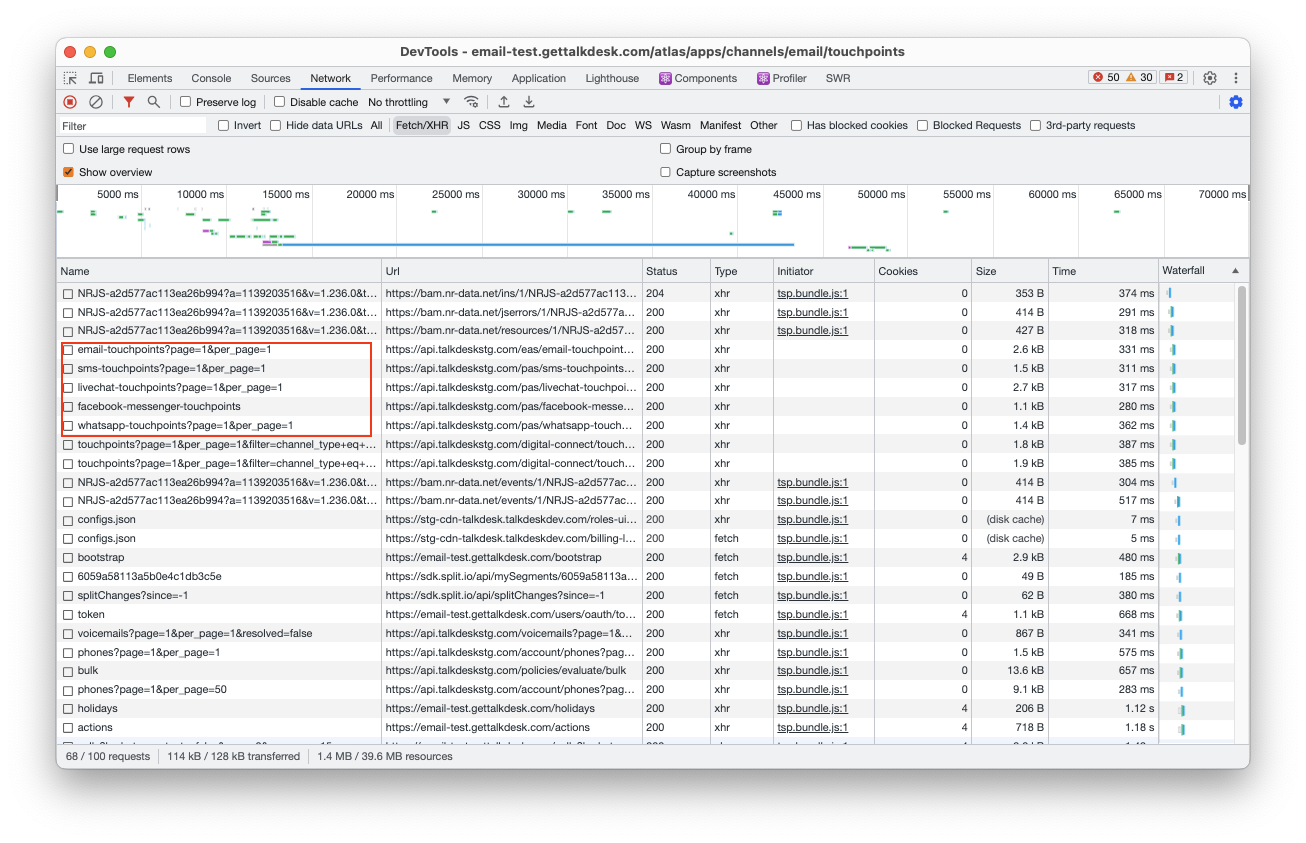 DevTools - email-test.gettalkdesk.com/atlas/apps/channels/email/touchpoints
Elements Console Sources Network Performance Memory Application Lighthouse Components Profiler SWR 50 30 2
Preserve log Disable cache No throttling
Filter Invert Hide data URLs All Fetch/XHR JS CSS Img Media Font Doc WS Wasm Manifest Other Has blocked cookies Blocked Requests 3rd-party requests
Use large request rows Group by frame
Show overview Capture screenshots
5000 ms 10000 ms 15000 ms 20000 ms 25000 ms 30000 ms 35000 ms 40000 ms 45000 ms 50000 ms 55000 ms 60000 ms 65000 ms 70000 ms
Name Url Status Type Initiator Cookies Size Time Waterfall
NRJS-a2d577ac113ea26b994?a=1139203516&v=1.236.0&t... https://bam.nr-data.net/ins/1/NRJS-a2d577ac113... 204 xhr tsp.bundle.js:1 0 353 B 374 ms
NRJS-a2d577ac113ea26b994?a=1139203516&v=1.236.0&t... https://bam.nr-data.net/jserrors/1/NRJS-a2d577... 200 xhr tsp.bundle.js:1 0 414 B 291 ms
NRJS-a2d577ac113ea26b994?a=1139203516&v=1.236.0&t... https://bam.nr-data.net/resources/1/NRJS-a2d57... 200 xhr tsp.bundle.js:1 0 427 B 318 ms
email-touchpoints?page=1&per_page=1 https://api.talkdeskstg.com/eas/email-touchpoint... 200 xhr 0 2.6 kB 331 ms
sms-touchpoints?page=1&per_page=1 https://api.talkdeskstg.com/pas/sms-touchpoints... 200 xhr 0 1.5 kB 311 ms
livechat-touchpoints?page=1&per_page=1 https://api.talkdeskstg.com/pas/livechat-touchpoi... 200 xhr 0 2.7 kB 317 ms
facebook-messenger-touchpoints https://api.talkdeskstg.com/pas/facebook-messe... 200 xhr 0 1.1 kB 280 ms
whatsapp-touchpoints?page=1&per_page=1 https://api.talkdeskstg.com/pas/whatsapp-touch... 200 xhr 0 1.4 kB 362 ms
touchpoints?page=1&per_page=1&filter=channel_type+eq+... https://api.talkdeskstg.com/digital-connect/touch... 200 xhr 0 1.8 kB 387 ms
touchpoints?page=1&per_page=1&filter=channel_type+eq+... https://api.talkdeskstg.com/digital-connect/touch... 200 xhr 0 1.9 kB 385 ms
NRJS-a2d577ac113ea26b994?a=1139203516&v=1.236.0&t... https://bam.nr-data.net/events/1/NRJS-a2d577ac... 200 xhr tsp.bundle.js:1 0 414 B 304 ms
NRJS-a2d577ac113ea26b994?a=1139203516&v=1.236.0&t... https://bam.nr-data.net/events/1/NRJS-a2d577ac... 200 xhr tsp.bundle.js:1 0 414 B 517 ms
configs.json https://stg-cdn-talkdesk.talkdeskdev.com/roles-ui... 200 xhr tsp.bundle.js:1 0 (disk cache) 7 ms
configs.json https://stg-cdn-talkdesk.talkdeskdev.com/billing-l... 200 fetch tsp.bundle.js:1 0 (disk cache) 5 ms
bootstrap https://email-test.gettalkdesk.com/bootstrap 200 fetch tsp.bundle.js:1 4 2.9 kB 480 ms
6059a58113a5b0e4c1db3c5e https://sdk.split.io/api/mySegments/6059a58113a... 200 fetch tsp.bundle.js:1 0 49 B 185 ms
splitChanges?since=-1 https://sdk.split.io/api/splitChanges?since=-1 200 fetch tsp.bundle.js:1 0 62 B 380 ms
token https://email-test.gettalkdesk.com/users/oauth/to... 200 fetch tsp.bundle.js:1 4 1.1 kB 668 ms
voicemails?page=1&per_page=1&resolved=false https://api.talkdeskstg.com/voicemails?page=1&... 200 xhr tsp.bundle.js:1 0 867 B 341 ms
phones?page=1&per_page=1 https://api.talkdeskstg.com/account/phones?pag... 200 xhr tsp.bundle.js:1 0 1.5 kB 575 ms
bulk https://api.talkdeskstg.com/policies/evaluate/bulk 200 xhr tsp.bundle.js:1 0 13.6 kB 657 ms
phones?page=1&per_page=50 https://api.talkdeskstg.com/account/phones?pag... 200 xhr tsp.bundle.js:1 0 9.1 kB 283 ms
holidays https://email-test.gettalkdesk.com/holidays 200 xhr tsp.bundle.js:1 4 206 B 1.12 s
actions https://email-test.gettalkdesk.com/actions 200 xhr tsp.bundle.js:1 4 718 B 1.18 s
68 / 100 requests 114 kB / 128 kB transferred 1.4 MB / 39.6 MB resources